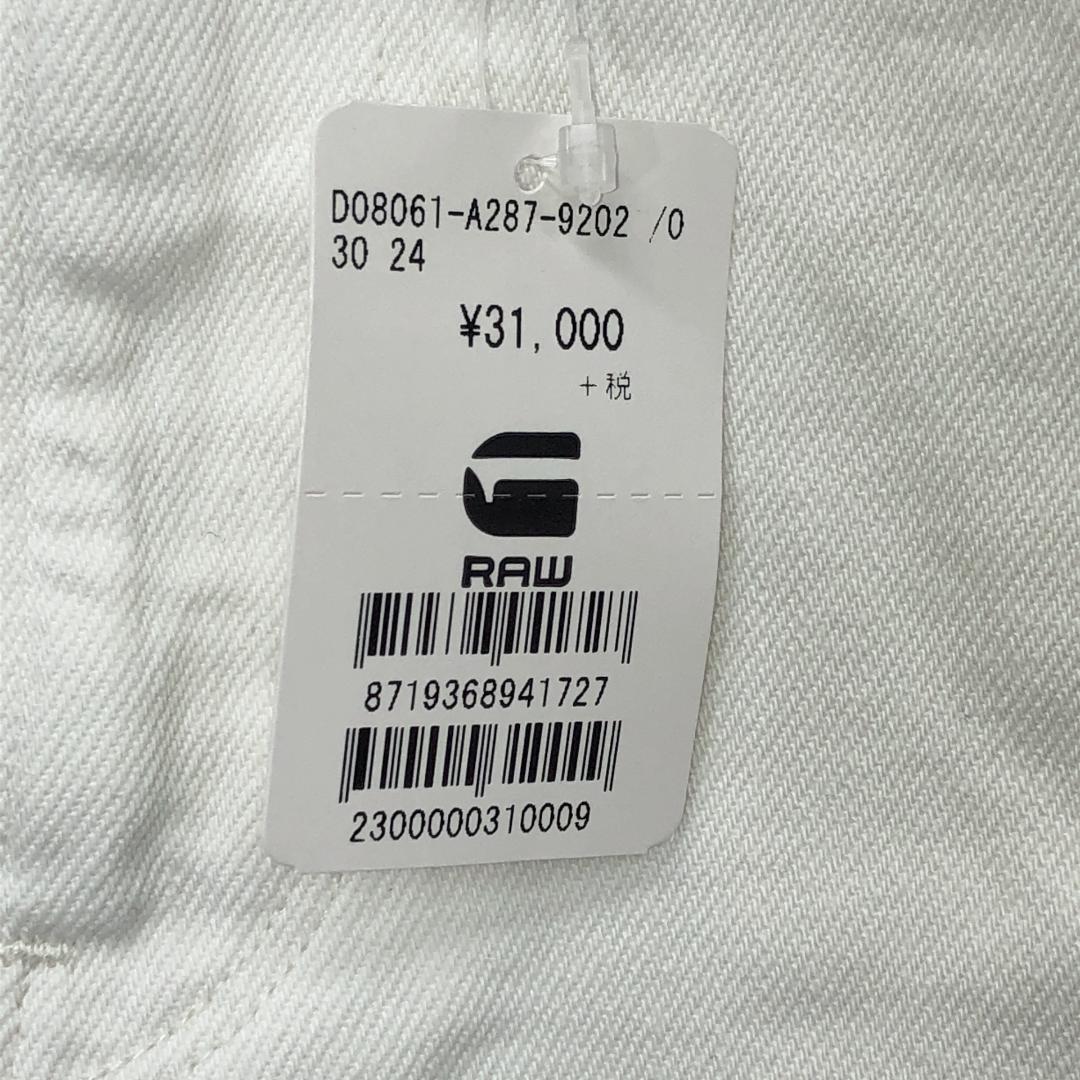 D08061-A287-9202 /0
30 24
¥31,000
+税
RAW
8719368941727
2300000310009